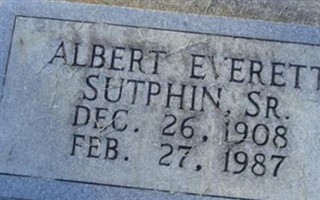 ALBERT EVERETT
SUTPHIN, SR.
DEC. 26, 1908
FEB. 27, 1987